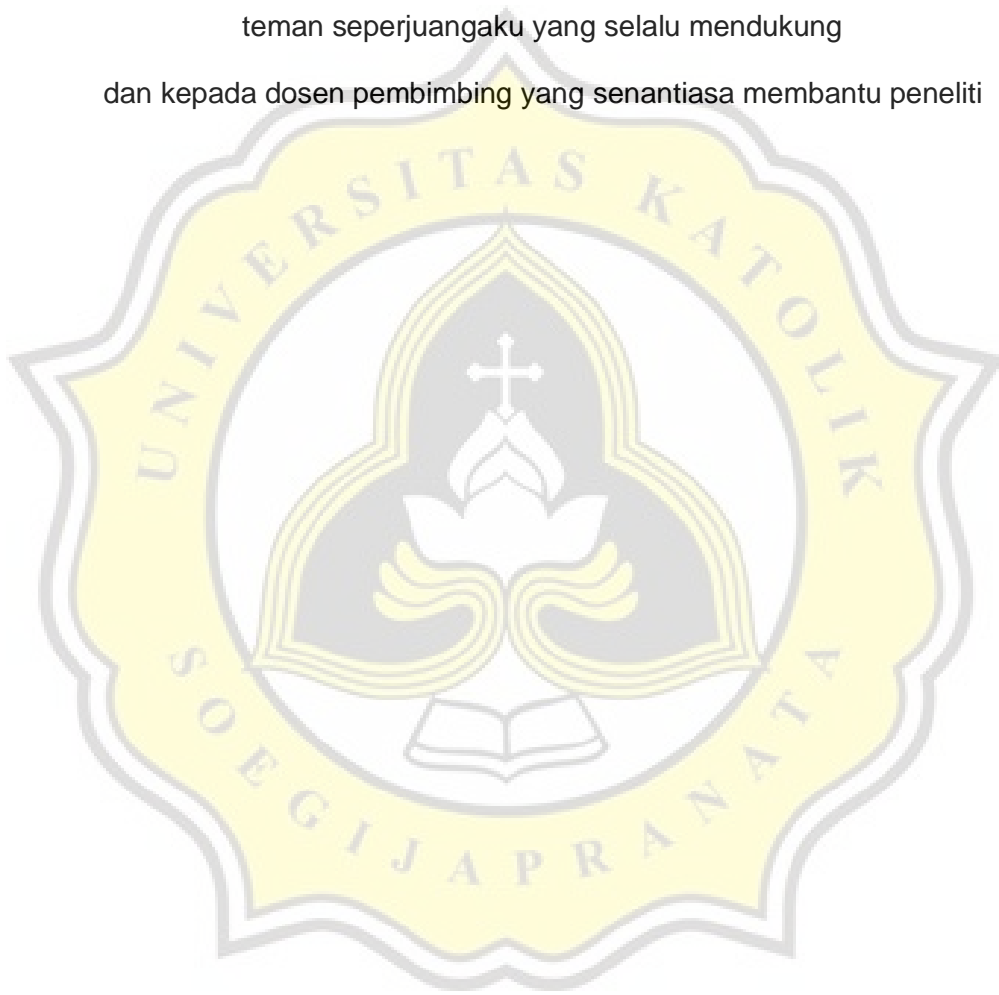 teman seperjuangaku yang selalu mendukung
dan kepada dosen pembimbing yang senantiasa membantu peneliti
UNIVERSITAS KATOLIK
SOEGIJAPRANATA